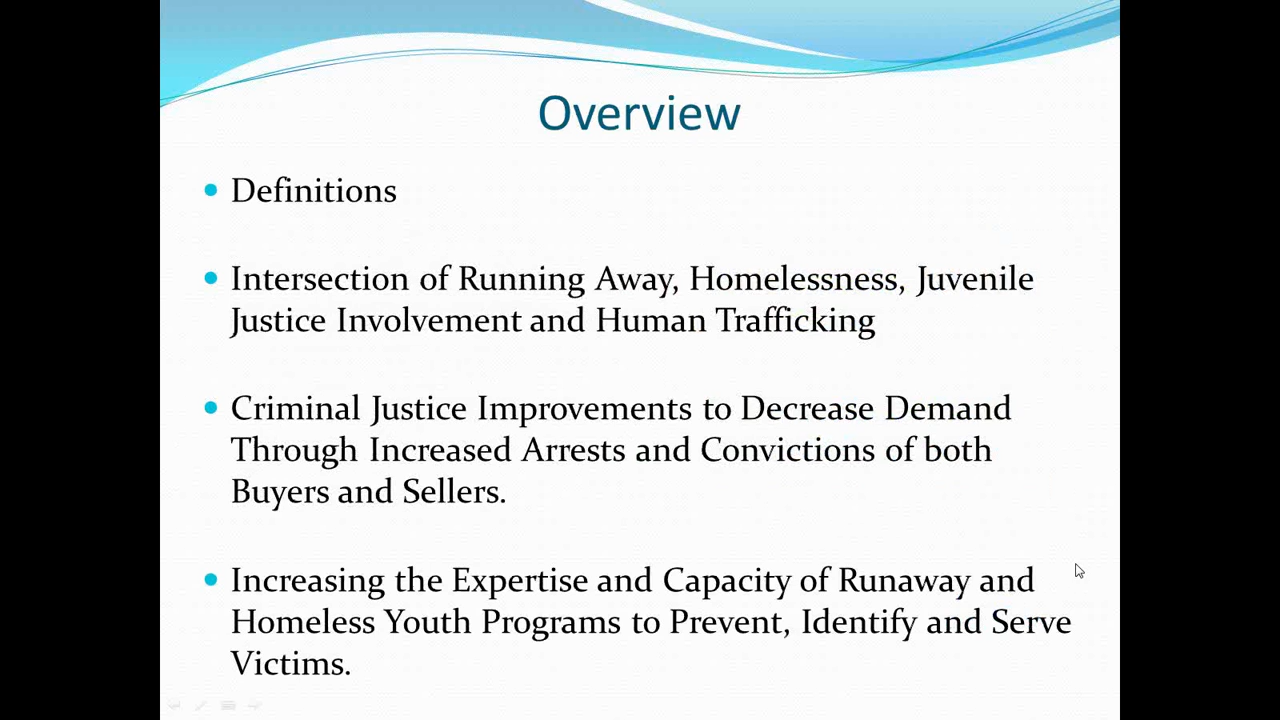 Overview
Definitions
Intersection of Running Away, Homelessness, Juvenile
Justice Involvement and Human Trafficking
Criminal Justice Improvements to Decrease Demand
Through Increased Arrests and Convictions of both
Buyers and Sellers.
Increasing the Expertise and Capacity of Runaway and
Homeless Youth Programs to Prevent, Identify and Serve
Victims.